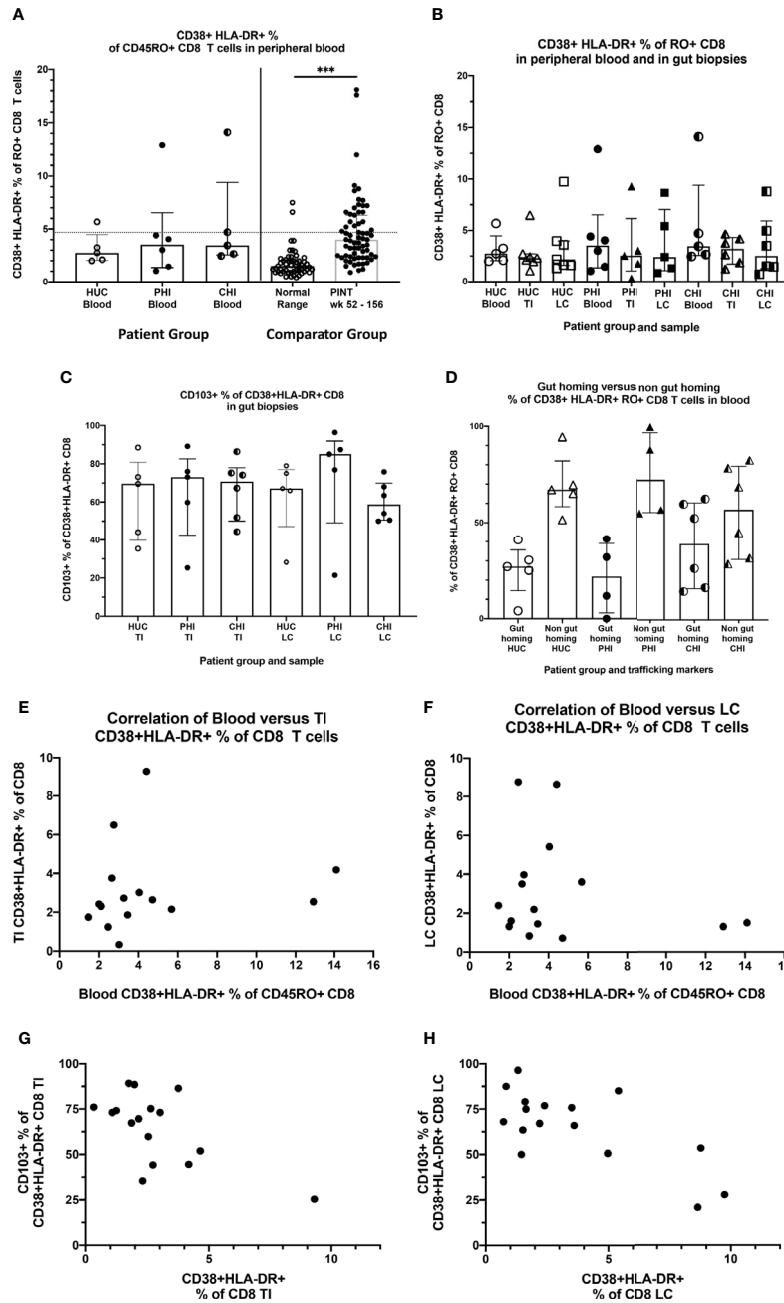 A
CD38+ HLA-DR+ %
of CD45RO+ CD8 T cells in peripheral blood
CD38+ HLA-DR+ % of RO+ CD8 T cells
20
15
10
5
0
***
HUC
Blood
PHI
Blood
CHI
Blood
Normal
Range
PINT
wk 52 - 156
Patient Group
Comparator Group
B
CD38+ HLA-DR+ % of RO+ CD8
in peripheral blood and in gut biopsies
CD38+ HLA-DR+ % of RO+ CD8
20
15
10
5
0
HUC
Blood
HUC
TI
HUC
LC
PHI
Blood
PHI
TI
PHI
LC
CHI
Blood
CHI
TI
CHI
LC
Patient group and sample
C
CD103+ % of CD38+HLA-DR+ CD8
in gut biopsies
CD103+ % of CD38+HLA-DR+ CD8
100
80
60
40
20
0
HUC
TI
PHI
TI
CHI
TI
HUC
LC
PHI
LC
CHI
LC
Patient group and sample
D
Gut homing versus non gut homing
% of CD38+ HLA-DR+ RO+ CD8 T cells in blood
% of CD38+ HLA-DR+ RO+ CD8
100
50
0
Gut
homing
HUC
Non gut
homing
HUC
Gut
homing
PHI
Non gut
homing
PHI
Gut
homing
CHI
Non gut
homing
CHI
Patient group and trafficking markers
E
Correlation of Blood versus TI
CD38+HLA-DR+ % of CD8 T cells
TI CD38+HLA-DR+ % of CD8
10
8
6
4
2
0
0 2 4 6 8 10 12 14 16
Blood CD38+HLA-DR+ % of CD45RO+ CD8
F
Correlation of Blood versus LC
CD38+HLA-DR+ % of CD8 T cells
LC CD38+HLA-DR+ % of CD8
10
8
6
4
2
0
0 2 4 6 8 10 12 14 16
Blood CD38+HLA-DR+ % of CD45RO+ CD8
G
CD103+ % of
CD38+HLA-DR+ CD8 TI
100
75
50
25
0
0 5 10
CD38+HLA-DR+
% of CD8 TI
H
CD103+ % of
CD38+HLA-DR+ CD8 LC
100
75
50
25
0
0 5 10
CD38+HLA-DR+
% of CD8 LC